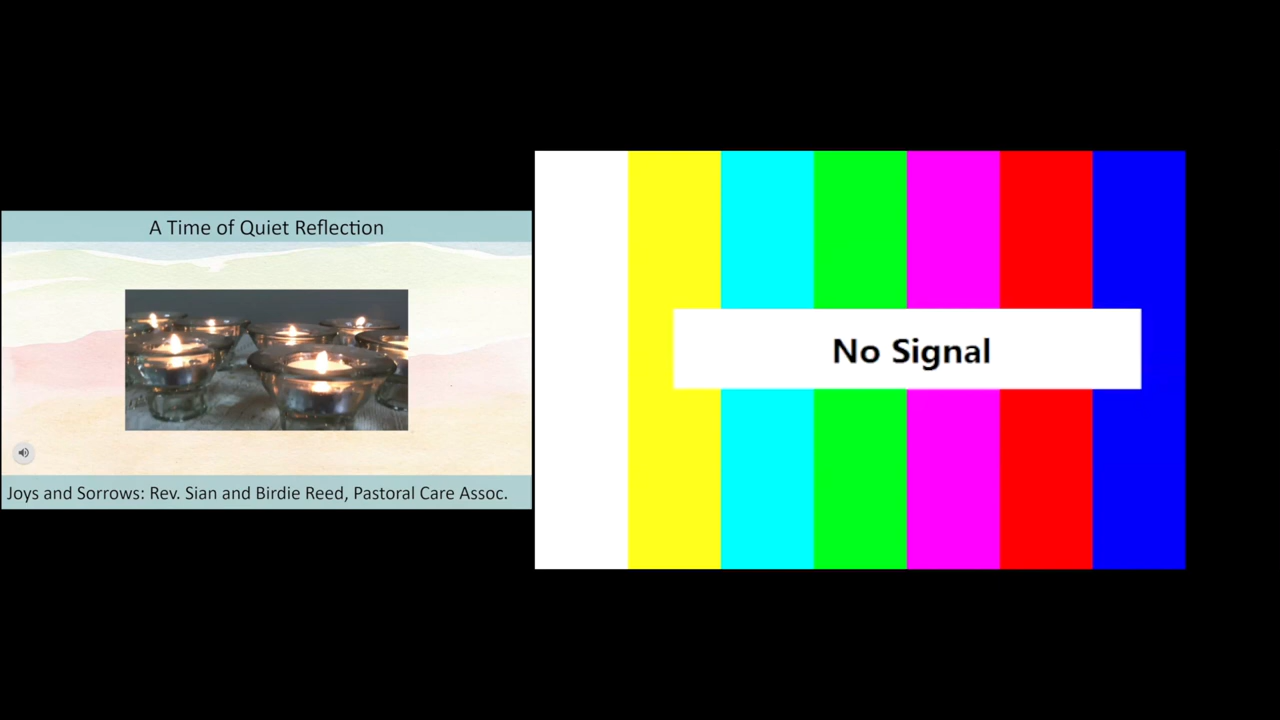 A Time of Quiet Reflection
Joys and Sorrows: Rev. Sian and Birdie Reed, Pastoral Care Assoc.
No Signal